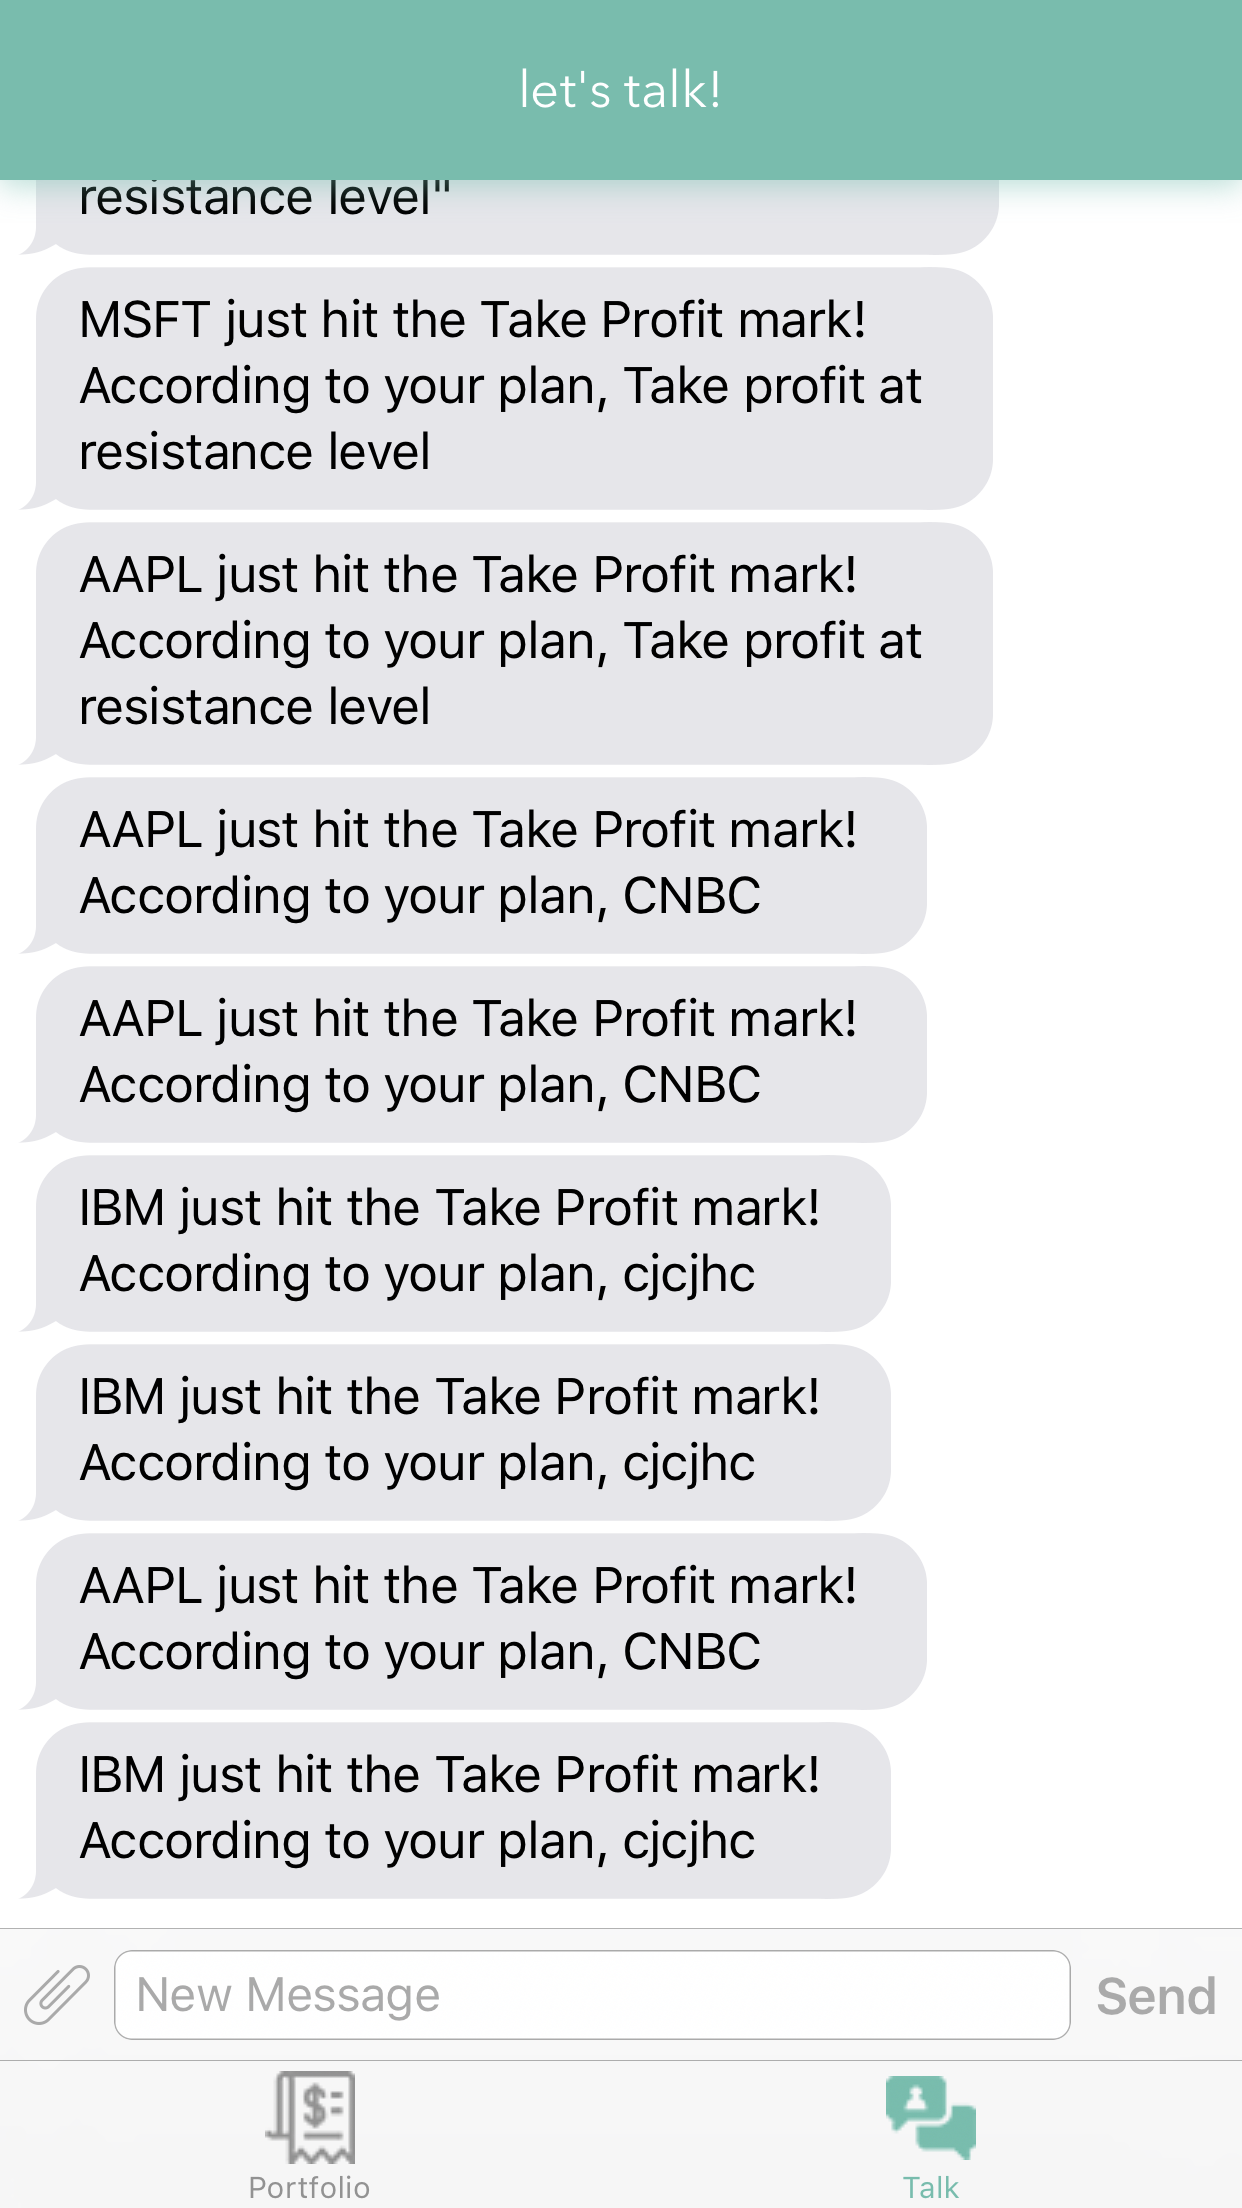 let's talk!
resistance level"
MSFT just hit the Take Profit mark!
According to your plan, Take profit at
resistance level
AAPL just hit the Take Profit mark!
According to your plan, Take profit at
resistance level
AAPL just hit the Take Profit mark!
According to your plan, CNBC
AAPL just hit the Take Profit mark!
According to your plan, CNBC
IBM just hit the Take Profit mark!
According to your plan, cjcjhc
IBM just hit the Take Profit mark!
According to your plan, cjcjhc
AAPL just hit the Take Profit mark!
According to your plan, CNBC
IBM just hit the Take Profit mark!
According to your plan, cjcjhc
New Message
Send
Portfolio
Talk